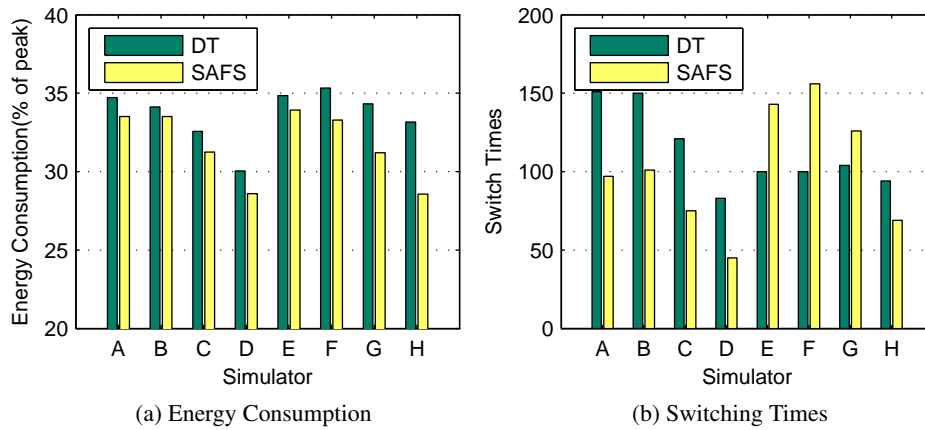 40
35
30
25
20
Energy Consumption(% of peak)
DT
SAFS
A B C D E F G H
Simulator
(a) Energy Consumption
200
150
100
50
0
Switch Times
DT
SAFS
A B C D E F G H
Simulator
(b) Switching Times